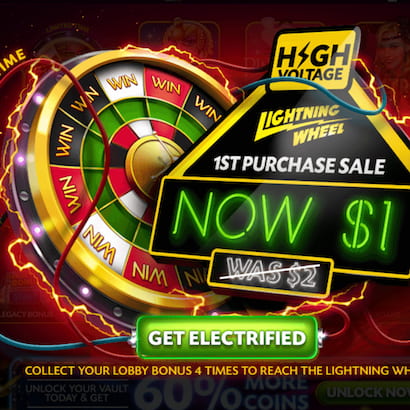 TIME
HIGH
VOLTAGE
LIGHTNING
WHEEL
1ST PURCHASE SALE
NOW $1
WAS $2
WIN
WIN
WIN
WIN
WIN
WIN
WIN
WIN
GET ELECTRIFIED
COLLECT YOUR LOBBY BONUS 4 TIMES TO REACH THE LIGHTNING WH
LEGACY BONUS
UNLOCK YOUR VAULT
TODAY & GET
60% MORE
COINS
UNLOCK NOW